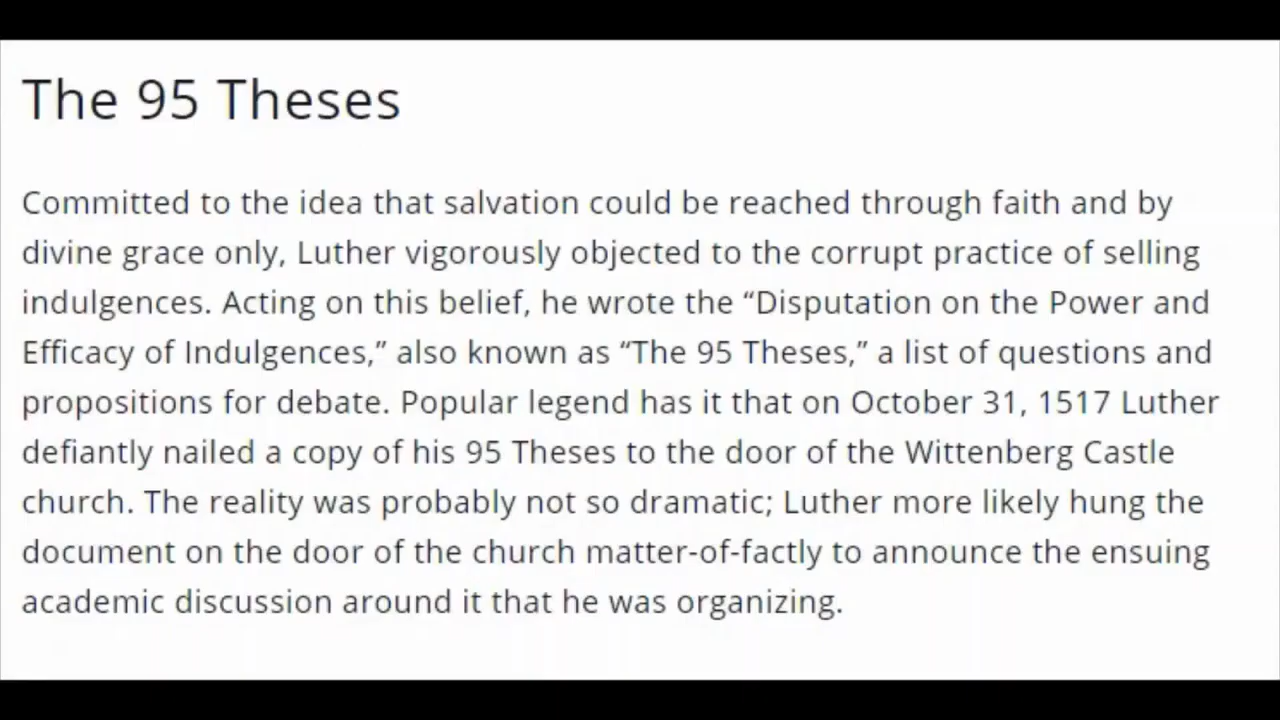 The 95 Theses
Committed to the idea that salvation could be reached through faith and by
divine grace only, Luther vigorously objected to the corrupt practice of selling
indulgences. Acting on this belief, he wrote the “Disputation on the Power and
Efficacy of Indulgences,” also known as “The 95 Theses,” a list of questions and
propositions for debate. Popular legend has it that on October 31, 1517 Luther
defiantly nailed a copy of his 95 Theses to the door of the Wittenberg Castle
church. The reality was probably not so dramatic; Luther more likely hung the
document on the door of the church matter-of-factly to announce the ensuing
academic discussion around it that he was organizing.